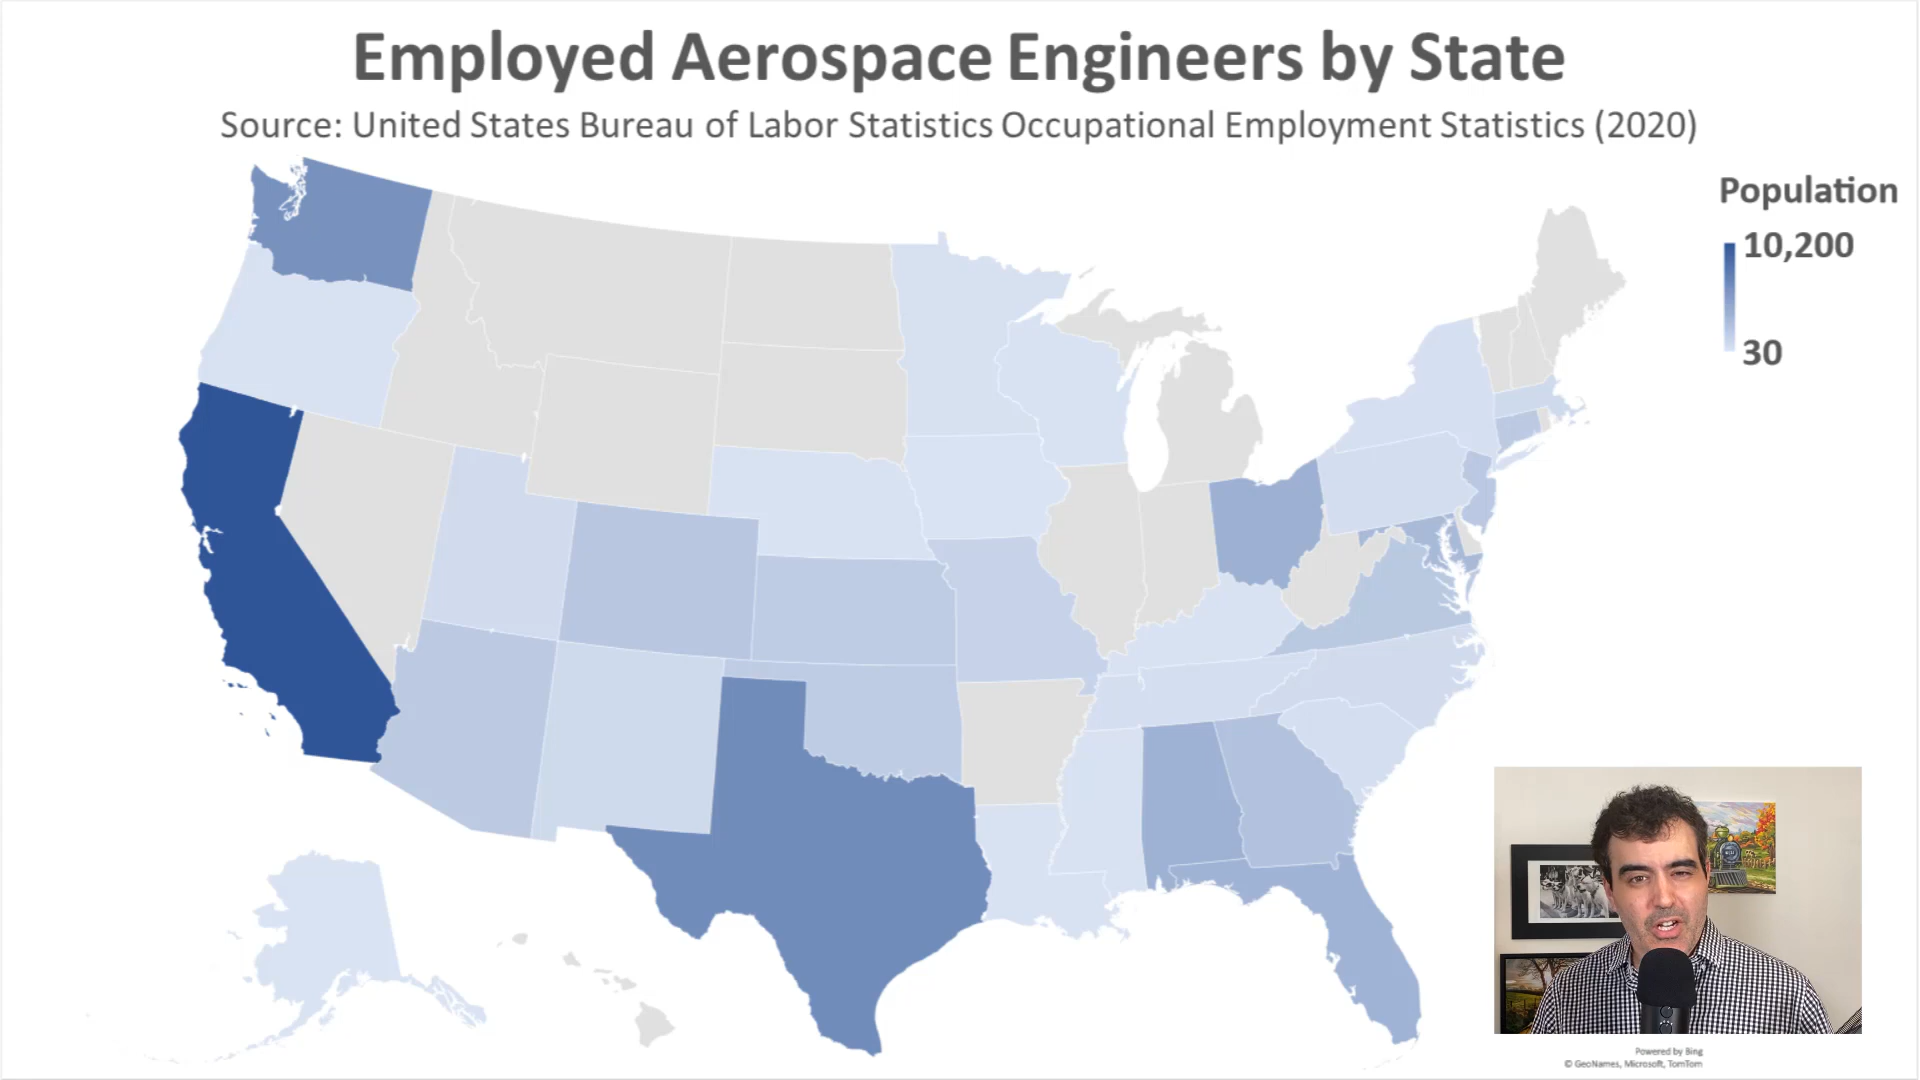 Employed Aerospace Engineers by State
Source: United States Bureau of Labor Statistics Occupational Employment Statistics (2020)
Population
10,200
30
Powered by Bing
© GeoNames, Microsoft, TomTom